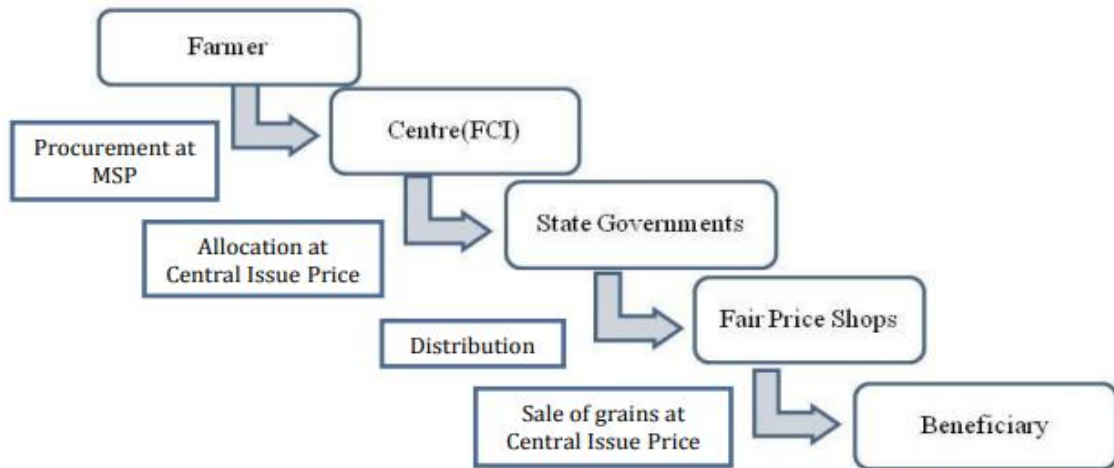 Farmer
Procurement at
MSP
Centre(FCI)
Allocation at
Central Issue Price
State Governments
Distribution
Fair Price Shops
Sale of grains at
Central Issue Price
Beneficiary